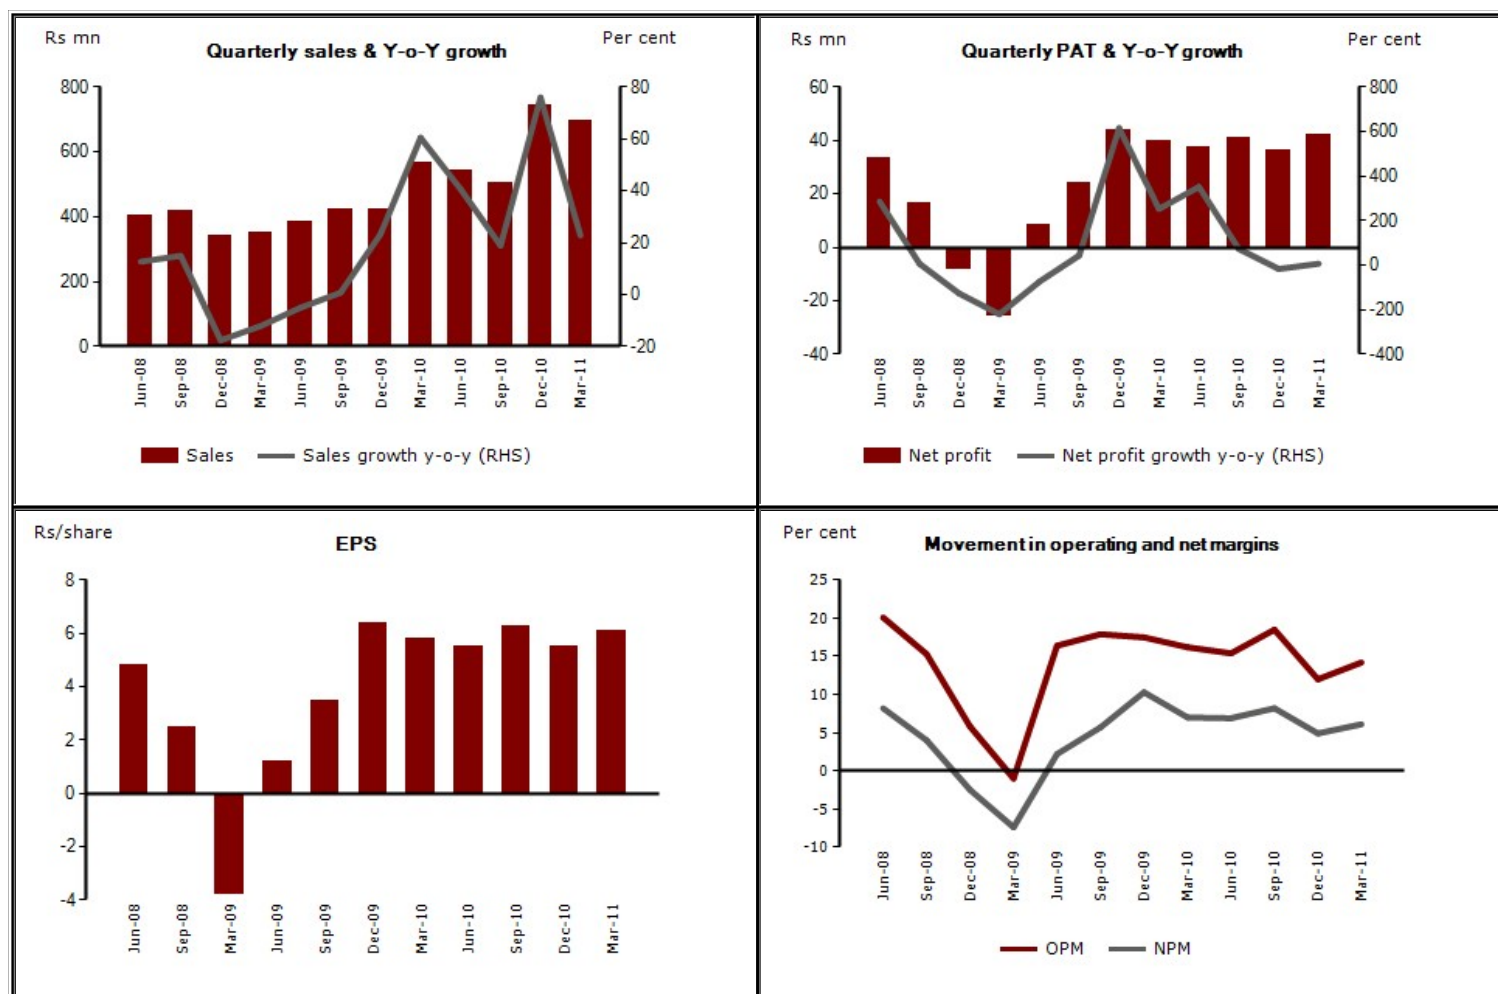 Rs mn
Quarterly sales & Y-o-Y growth
Per cent
800
600
400
200
0
80
60
40
20
0
-20
Jun-08
Sep-08
Dec-08
Mar-09
Jun-09
Sep-09
Dec-09
Mar-10
Jun-10
Sep-10
Dec-10
Mar-11
Sales
Sales growth y-o-y (RHS)
Rs mn
Quarterly PAT & Y-o-Y growth
Per cent
60
40
20
0
-20
-40
800
600
400
200
0
-200
-400
Jun-08
Sep-08
Dec-08
Mar-09
Jun-09
Sep-09
Dec-09
Mar-10
Jun-10
Sep-10
Dec-10
Mar-11
Net profit
Net profit growth y-o-y (RHS)
Rs/share
EPS
8
6
4
2
0
-2
-4
Jun-08
Sep-08
Mar-09
Jun-09
Sep-09
Dec-09
Mar-10
Jun-10
Sep-10
Dec-10
Mar-11
Per cent
Movement in operating and net margins
25
20
15
10
5
0
-5
-10
Jun-08
Sep-08
Dec-08
Mar-09
Jun-09
Sep-09
Dec-09
Mar-10
Jun-10
Sep-10
Dec-10
Mar-11
OPM
NPM